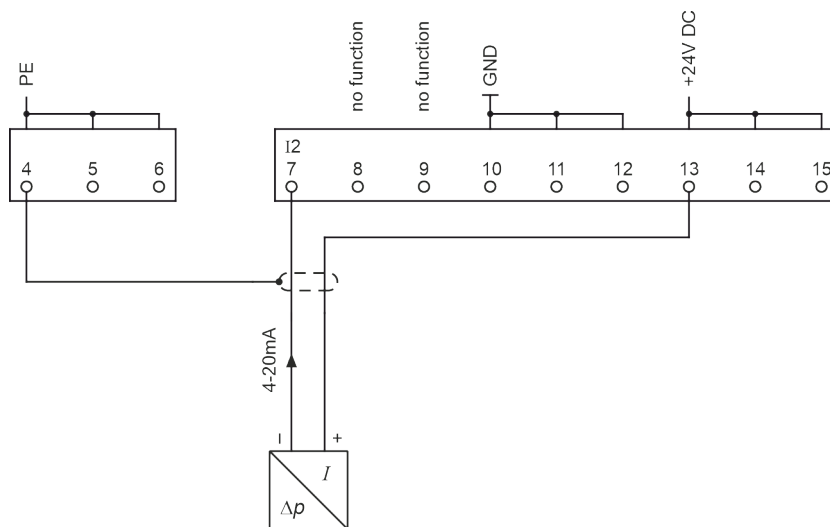 PE
no function
no function
GND
+24V DC
I2
4 5 6 7 8 9 10 11 12 13 14 15
4-20mA
– +
I
Δp